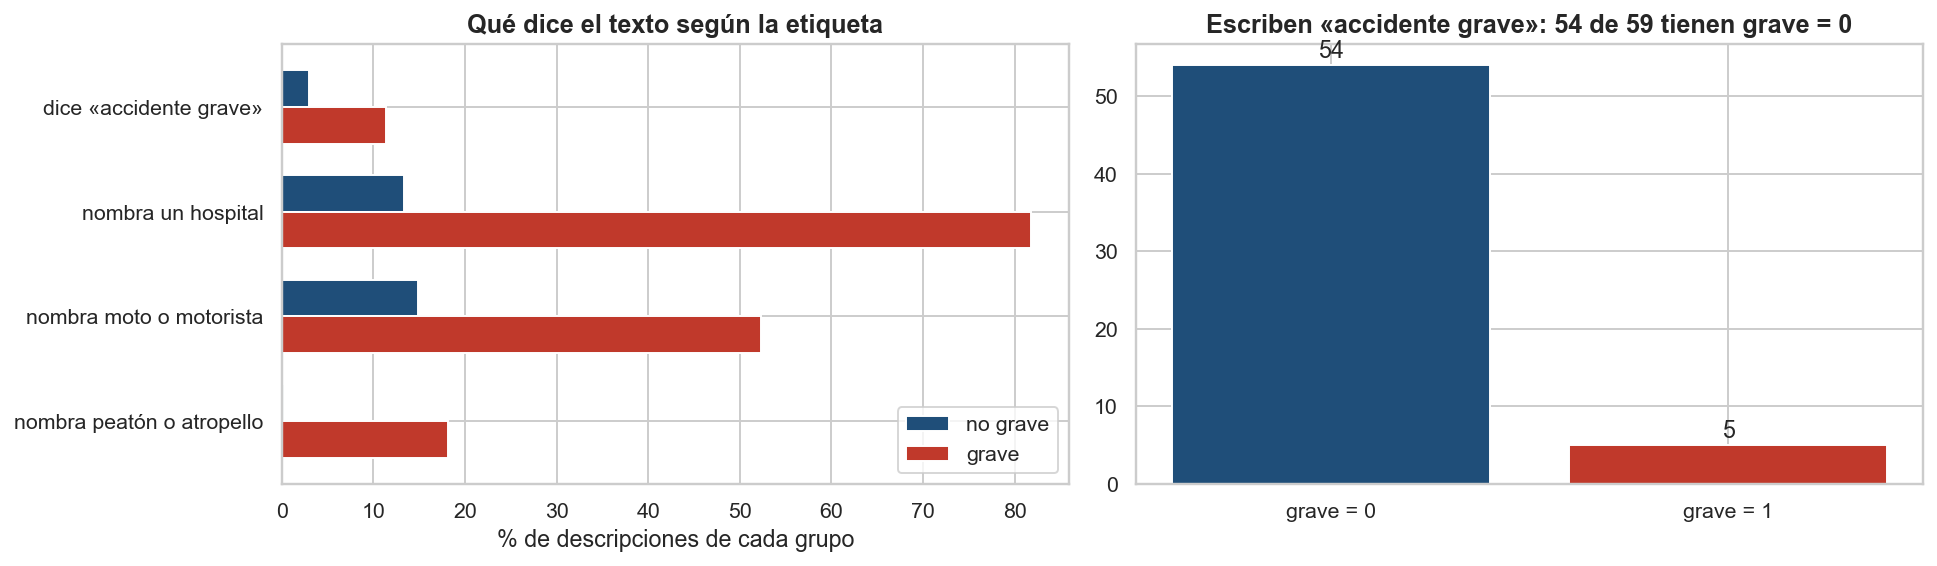 Qué dice el texto según la etiqueta
dice «accidente grave»
nombra un hospital
nombra moto o motorista
nombra peatón o atropello
no grave
grave
0 10 20 30 40 50 60 70 80
% de descripciones de cada grupo
Escriben «accidente grave»: 54 de 59 tienen grave = 0
54
5
50
40
30
20
10
0
grave = 0
grave = 1